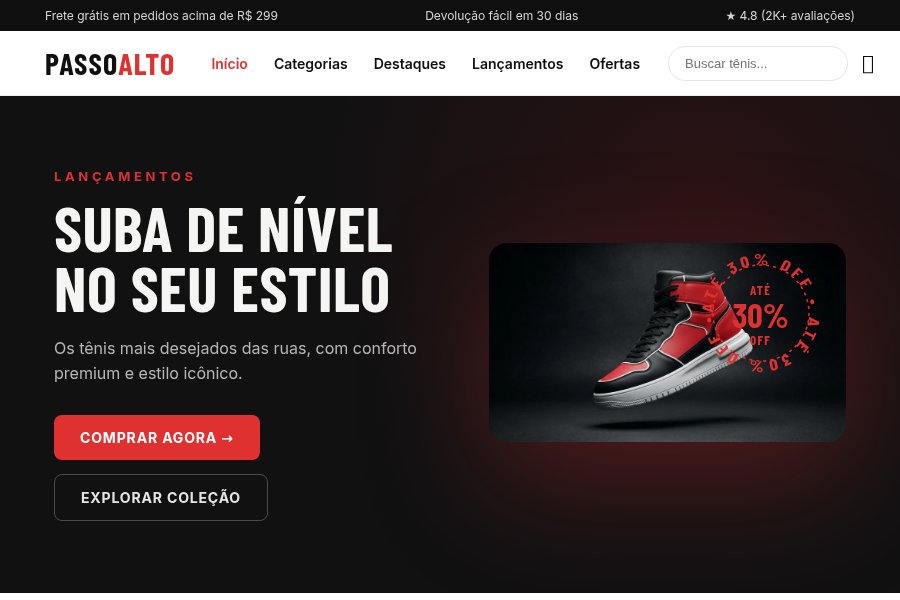 Frete grátis em pedidos acima de R$ 299
Devolução fácil em 30 dias
★ 4.8 (2K+ avaliações)
PASSOALTO
Início
Categorias
Destaques
Lançamentos
Ofertas
Buscar tênis...
LANÇAMENTOS
SUBA DE NÍVEL
NO SEU ESTILO
Os tênis mais desejados das ruas, com conforto
premium e estilo icônico.
COMPRAR AGORA →
EXPLORAR COLEÇÃO
ATÉ
30%
OFF